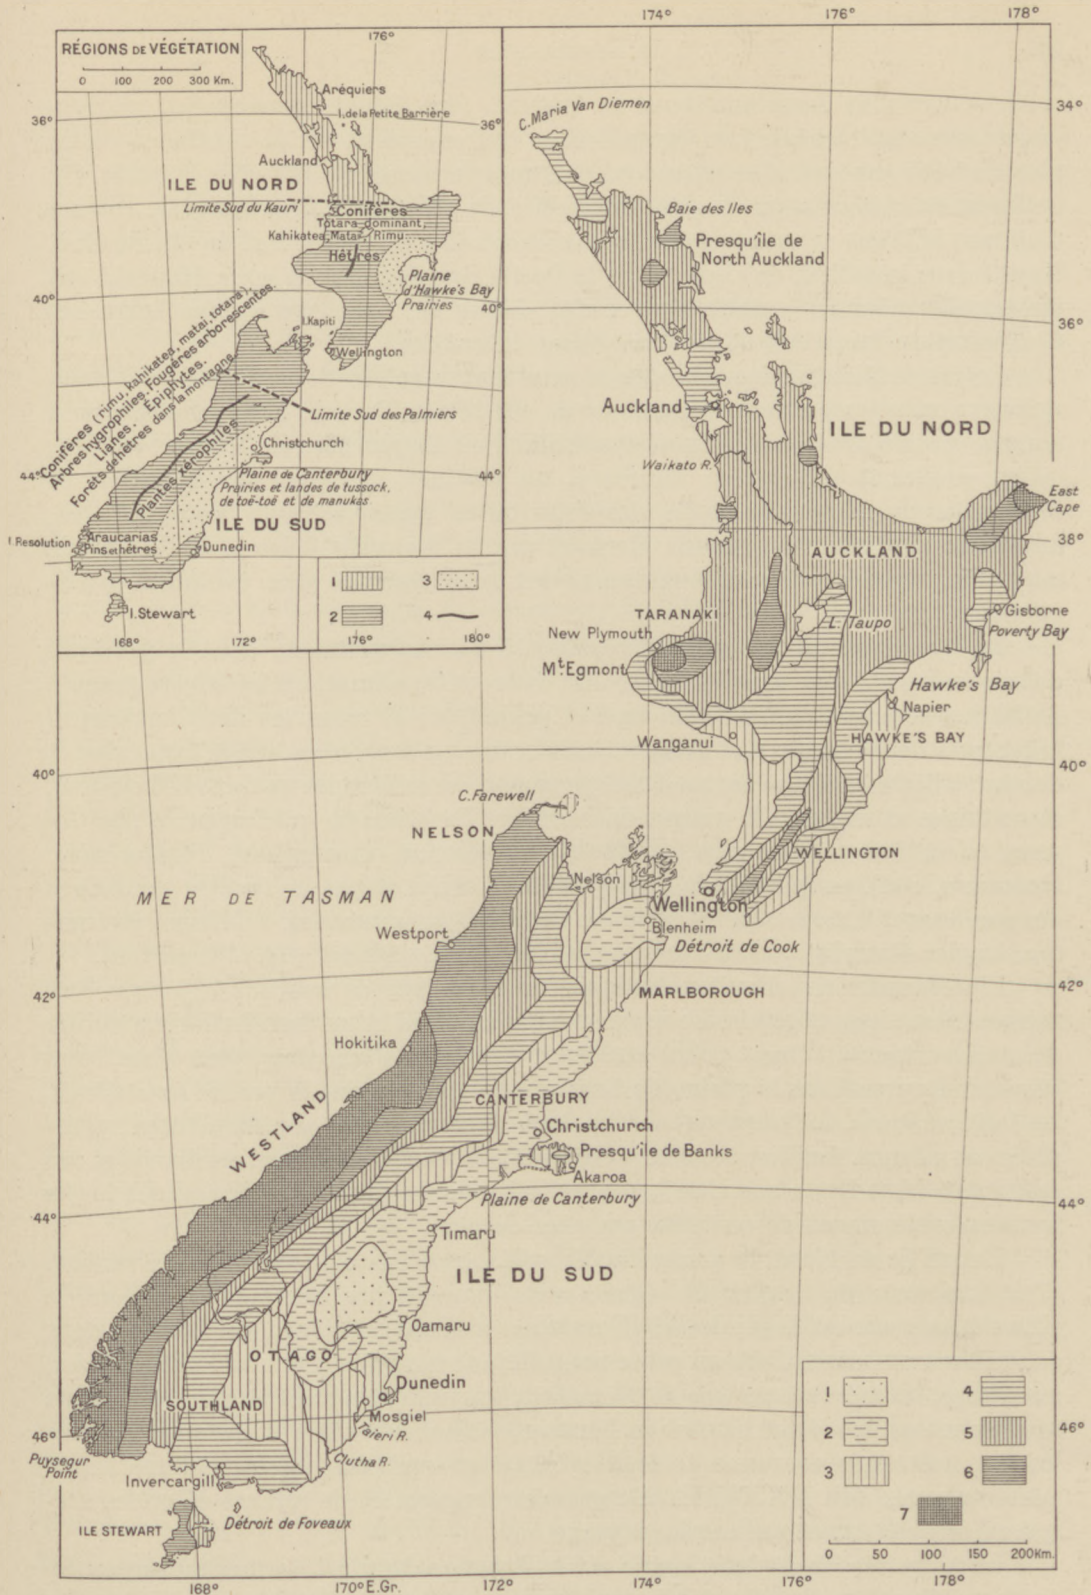 174°
176°
178°
RÉGIONS DE VÉGÉTATION
0 100 200 300 Km.
176°
Aréquiers
I. de la Petite Barrière
36°
36°
Auckland
ILE DU NORD
Limite Sud du Kauri
Conifères
Totara dominant,
Kahikatea, Mataï, Rimu
Hêtres
Plaine
d'Hawke's Bay
Prairies
40°
40°
I. Kapiti
Wellington
Conifères (rimu, kahikatea, matai, totara).
Arbres hygrophiles. Fougères arborescentes.
Lianes. Epiphytes.
Forêts de hêtres dans la montagne
Limite Sud des Palmiers
Christchurch
44°
44°
Plantes xérophiles
Plaine de Canterbury
Prairies et landes de tussock,
de toë-toë et de manukas.
ILE DU SUD
I. Resolution
Araucarias
Pins et hêtres
Dunedin
I. Stewart
1
2
3
4
168°
172°
176°
180°
C. Maria Van Diemen
34°
Baie des Iles
Presqu'île de
North Auckland
36°
Auckland
ILE DU NORD
Waikato R.
East
Cape
38°
AUCKLAND
TARANAKI
L. Taupo
Gisborne
Poverty Bay
New Plymouth
Mt. Egmont
Hawke's Bay
Napier
Wanganui
HAWKE'S BAY
40°
40°
C. Farewell
NELSON
WELLINGTON
Nelson
MER DE TASMAN
Wellington
Blenheim
Westport
Détroit de Cook
42°
42°
MARLBOROUGH
Hokitika
CANTERBURY
WESTLAND
Christchurch
Presqu'île de Banks
Akaroa
Plaine de Canterbury
44°
44°
Timaru
ILE DU SUD
Oamaru
OTAGO
Dunedin
SOUTHLAND
Mosgiel
Taieri R.
46°
46°
Puysegur
Point
Clutha R.
Invercargill
ILE STEWART
Détroit de Foveaux
1
2
3
4
5
6
7
0 50 100 150 200 Km.
168°
170° E. Gr.
172°
174°
176°
178°